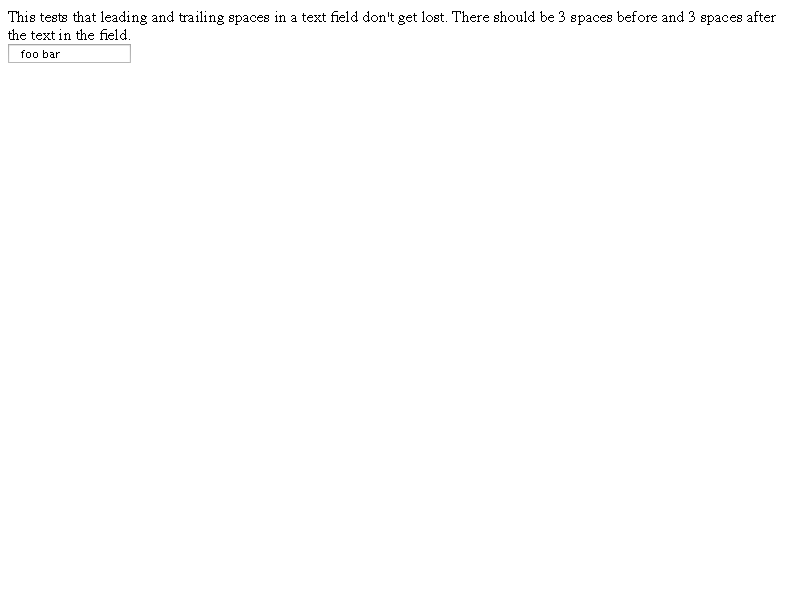 This tests that leading and trailing spaces in a text field don't get lost. There should be 3 spaces before and 3 spaces after
the text in the field.
   foo bar